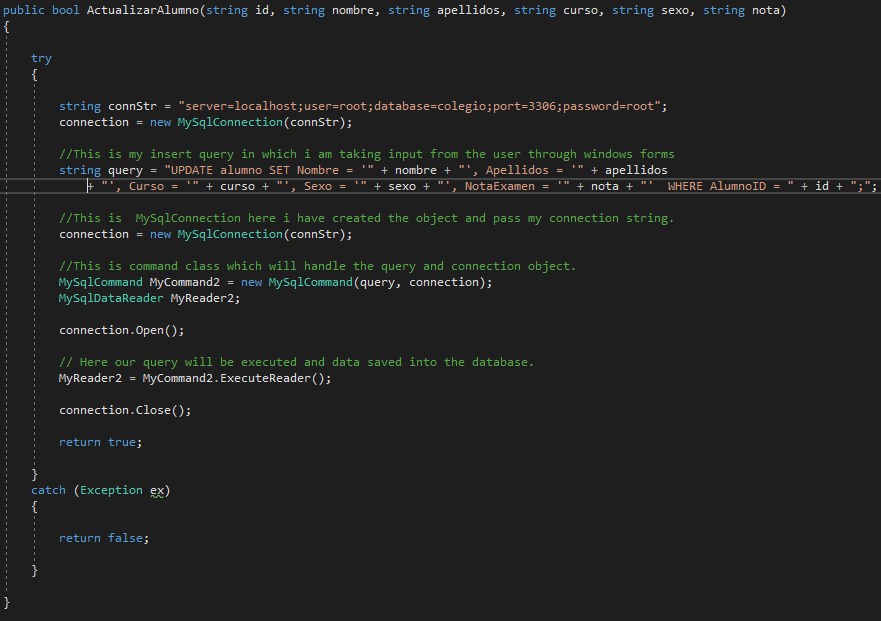 public bool ActualizarAlumno(string id, string nombre, string apellidos, string curso, string sexo, string nota)
{
try
{
string connStr = "server=localhost;user=root;database=colegio;port=3306;password=root";
connection = new MySqlConnection(connStr);
//This is my insert query in which i am taking input from the user through windows forms
string query = "UPDATE alumno SET Nombre = '" + nombre + "', Apellidos = '" + apellidos
+ "', Curso = '" + curso + "', Sexo = '" + sexo + "', NotaExamen = '" + nota + "'  WHERE AlumnoID = " + id + ";";
//This is  MySqlConnection here i have created the object and pass my connection string.
connection = new MySqlConnection(connStr);
//This is command class which will handle the query and connection object.
MySqlCommand MyCommand2 = new MySqlCommand(query, connection);
MySqlDataReader MyReader2;
connection.Open();
// Here our query will be executed and data saved into the database.
MyReader2 = MyCommand2.ExecuteReader();
connection.Close();
return true;
}
catch (Exception ex)
{
return false;
}
}